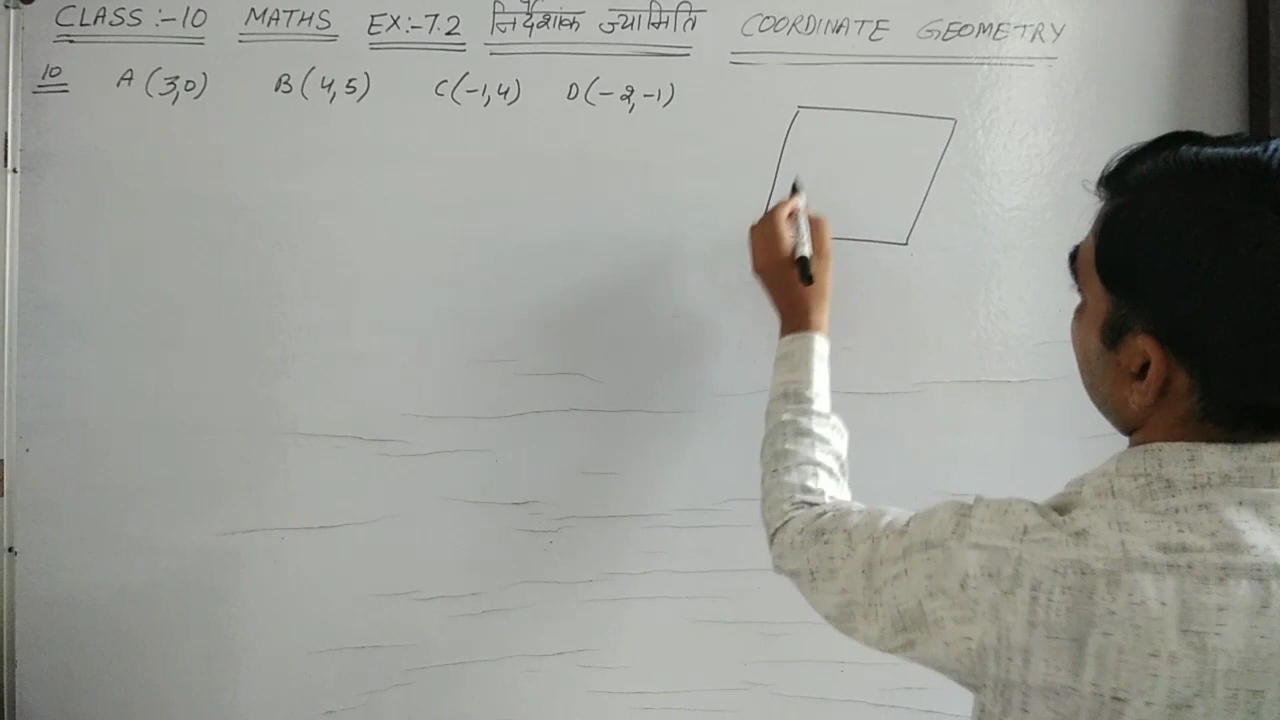 CLASS :-10 MATHS EX:-7.2 निर्देशांक ज्यामिति COORDINATE GEOMETRY
10 A (3,0) B (4,5) C(-1,4) D(-2,-1)